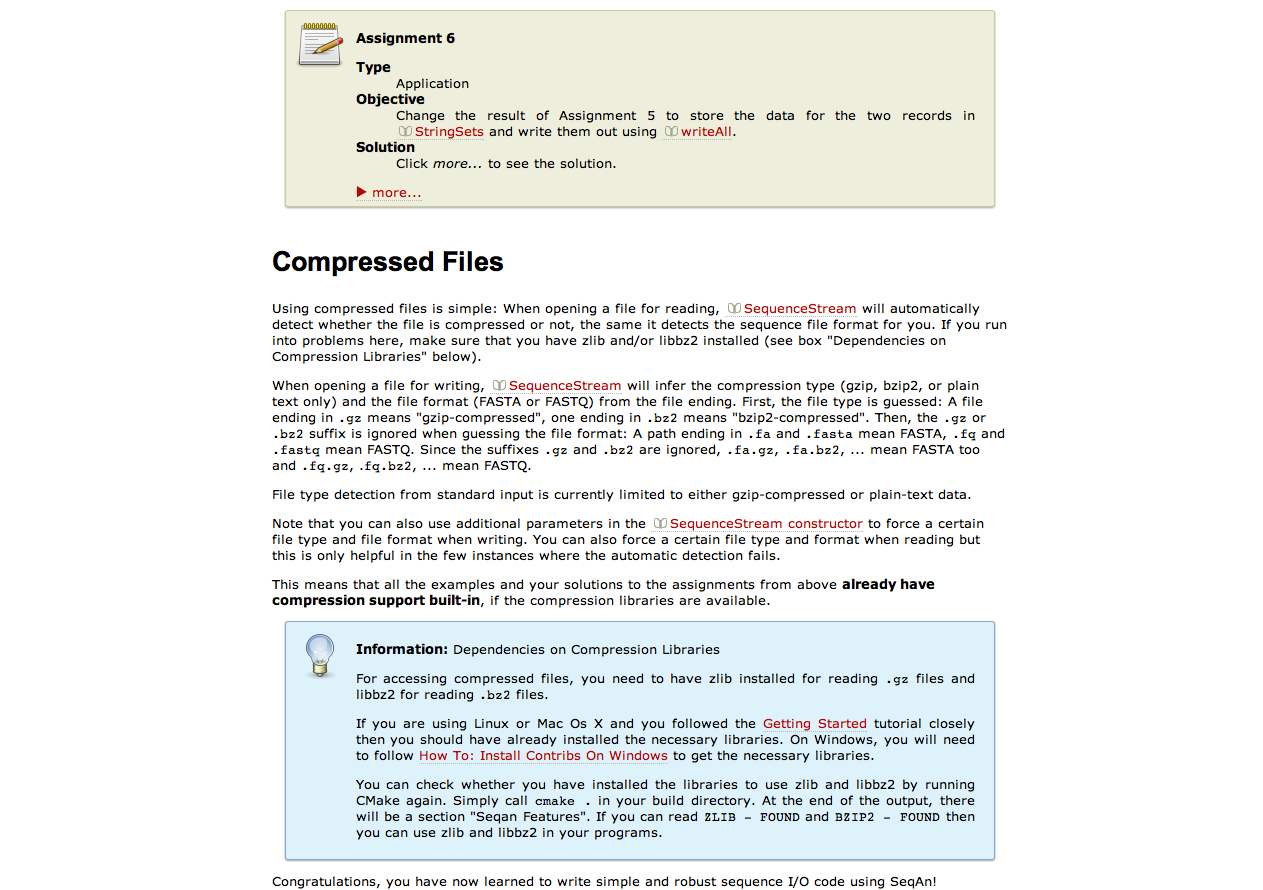 Assignment 6
Type
Application
Objective
Change the result of Assignment 5 to store the data for the two records in
StringSets and write them out using writeAll.
Solution
Click more... to see the solution.
▶ more...
Compressed Files
Using compressed files is simple: When opening a file for reading, SequenceStream will automatically
detect whether the file is compressed or not, the same it detects the sequence file format for you. If you run
into problems here, make sure that you have zlib and/or libbz2 installed (see box "Dependencies on
Compression Libraries" below).
When opening a file for writing, SequenceStream will infer the compression type (gzip, bzip2, or plain
text only) and the file format (FASTA or FASTQ) from the file ending. First, the file type is guessed: A file
ending in .gz means "gzip-compressed", one ending in .bz2 means "bzip2-compressed". Then, the .gz or
.bz2 suffix is ignored when guessing the file format: A path ending in .fa and .fasta mean FASTA, .fq and
.fastq mean FASTQ. Since the suffixes .gz and .bz2 are ignored, .fa.gz, .fa.bz2, ... mean FASTA too
and .fq.gz, .fq.bz2, ... mean FASTQ.
File type detection from standard input is currently limited to either gzip-compressed or plain-text data.
Note that you can also use additional parameters in the SequenceStream constructor to force a certain
file type and file format when writing. You can also force a certain file type and format when reading but
this is only helpful in the few instances where the automatic detection fails.
This means that all the examples and your solutions to the assignments from above already have
compression support built-in, if the compression libraries are available.
Information: Dependencies on Compression Libraries
For accessing compressed files, you need to have zlib installed for reading .gz files and
libbz2 for reading .bz2 files.
If you are using Linux or Mac Os X and you followed the Getting Started tutorial closely
then you should have already installed the necessary libraries. On Windows, you will need
to follow How To: Install Contribs On Windows to get the necessary libraries.
You can check whether you have installed the libraries to use zlib and libbz2 by running
CMake again. Simply call cmake . in your build directory. At the end of the output, there
will be a section "Seqan Features". If you can read ZLIB - FOUND and BZIP2 - FOUND then
you can use zlib and libbz2 in your programs.
Congratulations, you have now learned to write simple and robust sequence I/O code using SeqAn!